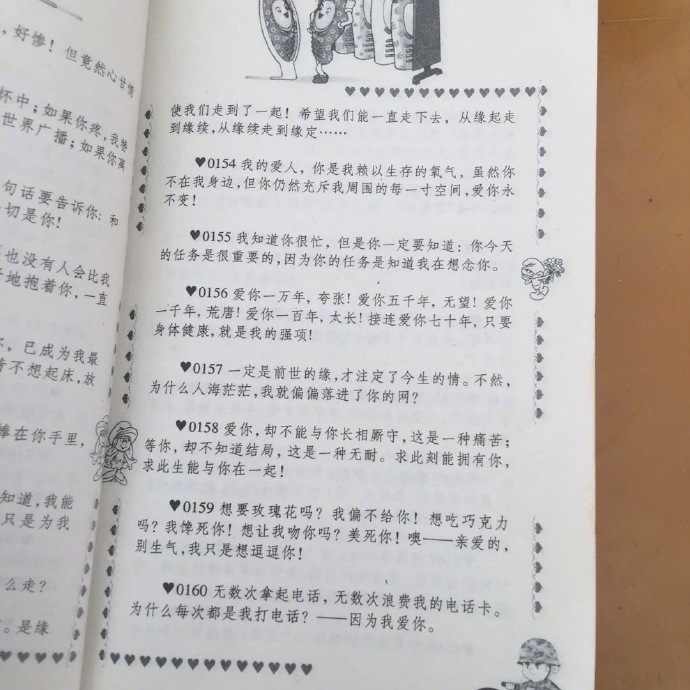 ，好惨！但竟然心甘情
怀中；如果你疼，我替
世界广播；如果你离
句话要告诉你：和
一切是你！
也没有人会比我
地抱着你，一直
，已成为我最
不想起床，放
捧在你手里，
知道，我能
只是为我
么走？
。是缘
使我们走到了一起！希望我们能一直走下去，从缘起走
到缘续，从缘续走到缘定……
♥0154 我的爱人，你是我赖以生存的氧气，虽然你
不在我身边，但你仍然充斥我周围的每一寸空间，爱你永
不变！
♥0155 我知道你很忙，但是你一定要知道：你今天
的任务是很重要的，因为你的任务是知道我在想念你。
♥0156 爱你一万年，夸张！爱你五千年，无望！爱你
一千年，荒唐！爱你一百年，太长！接连爱你七十年，只要
身体健康，就是我的强项！
♥0157 一定是前世的缘，才注定了今生的情。不然，
为什么人海茫茫，我就偏偏落进了你的网？
♥0158 爱你，却不能与你长相厮守，这是一种痛苦；
等你，却不知道结局，这是一种无耐。求此刻能拥有你，
求此生能与你在一起！
♥0159 想要玫瑰花吗？我偏不给你！想吃巧克力
吗？我馋死你！想让我吻你吗？美死你！噢——亲爱的，
别生气，我只是想逗逗你！
♥0160 无数次拿起电话，无数次浪费我的电话卡。
为什么每次都是我打电话？——因为我爱你。